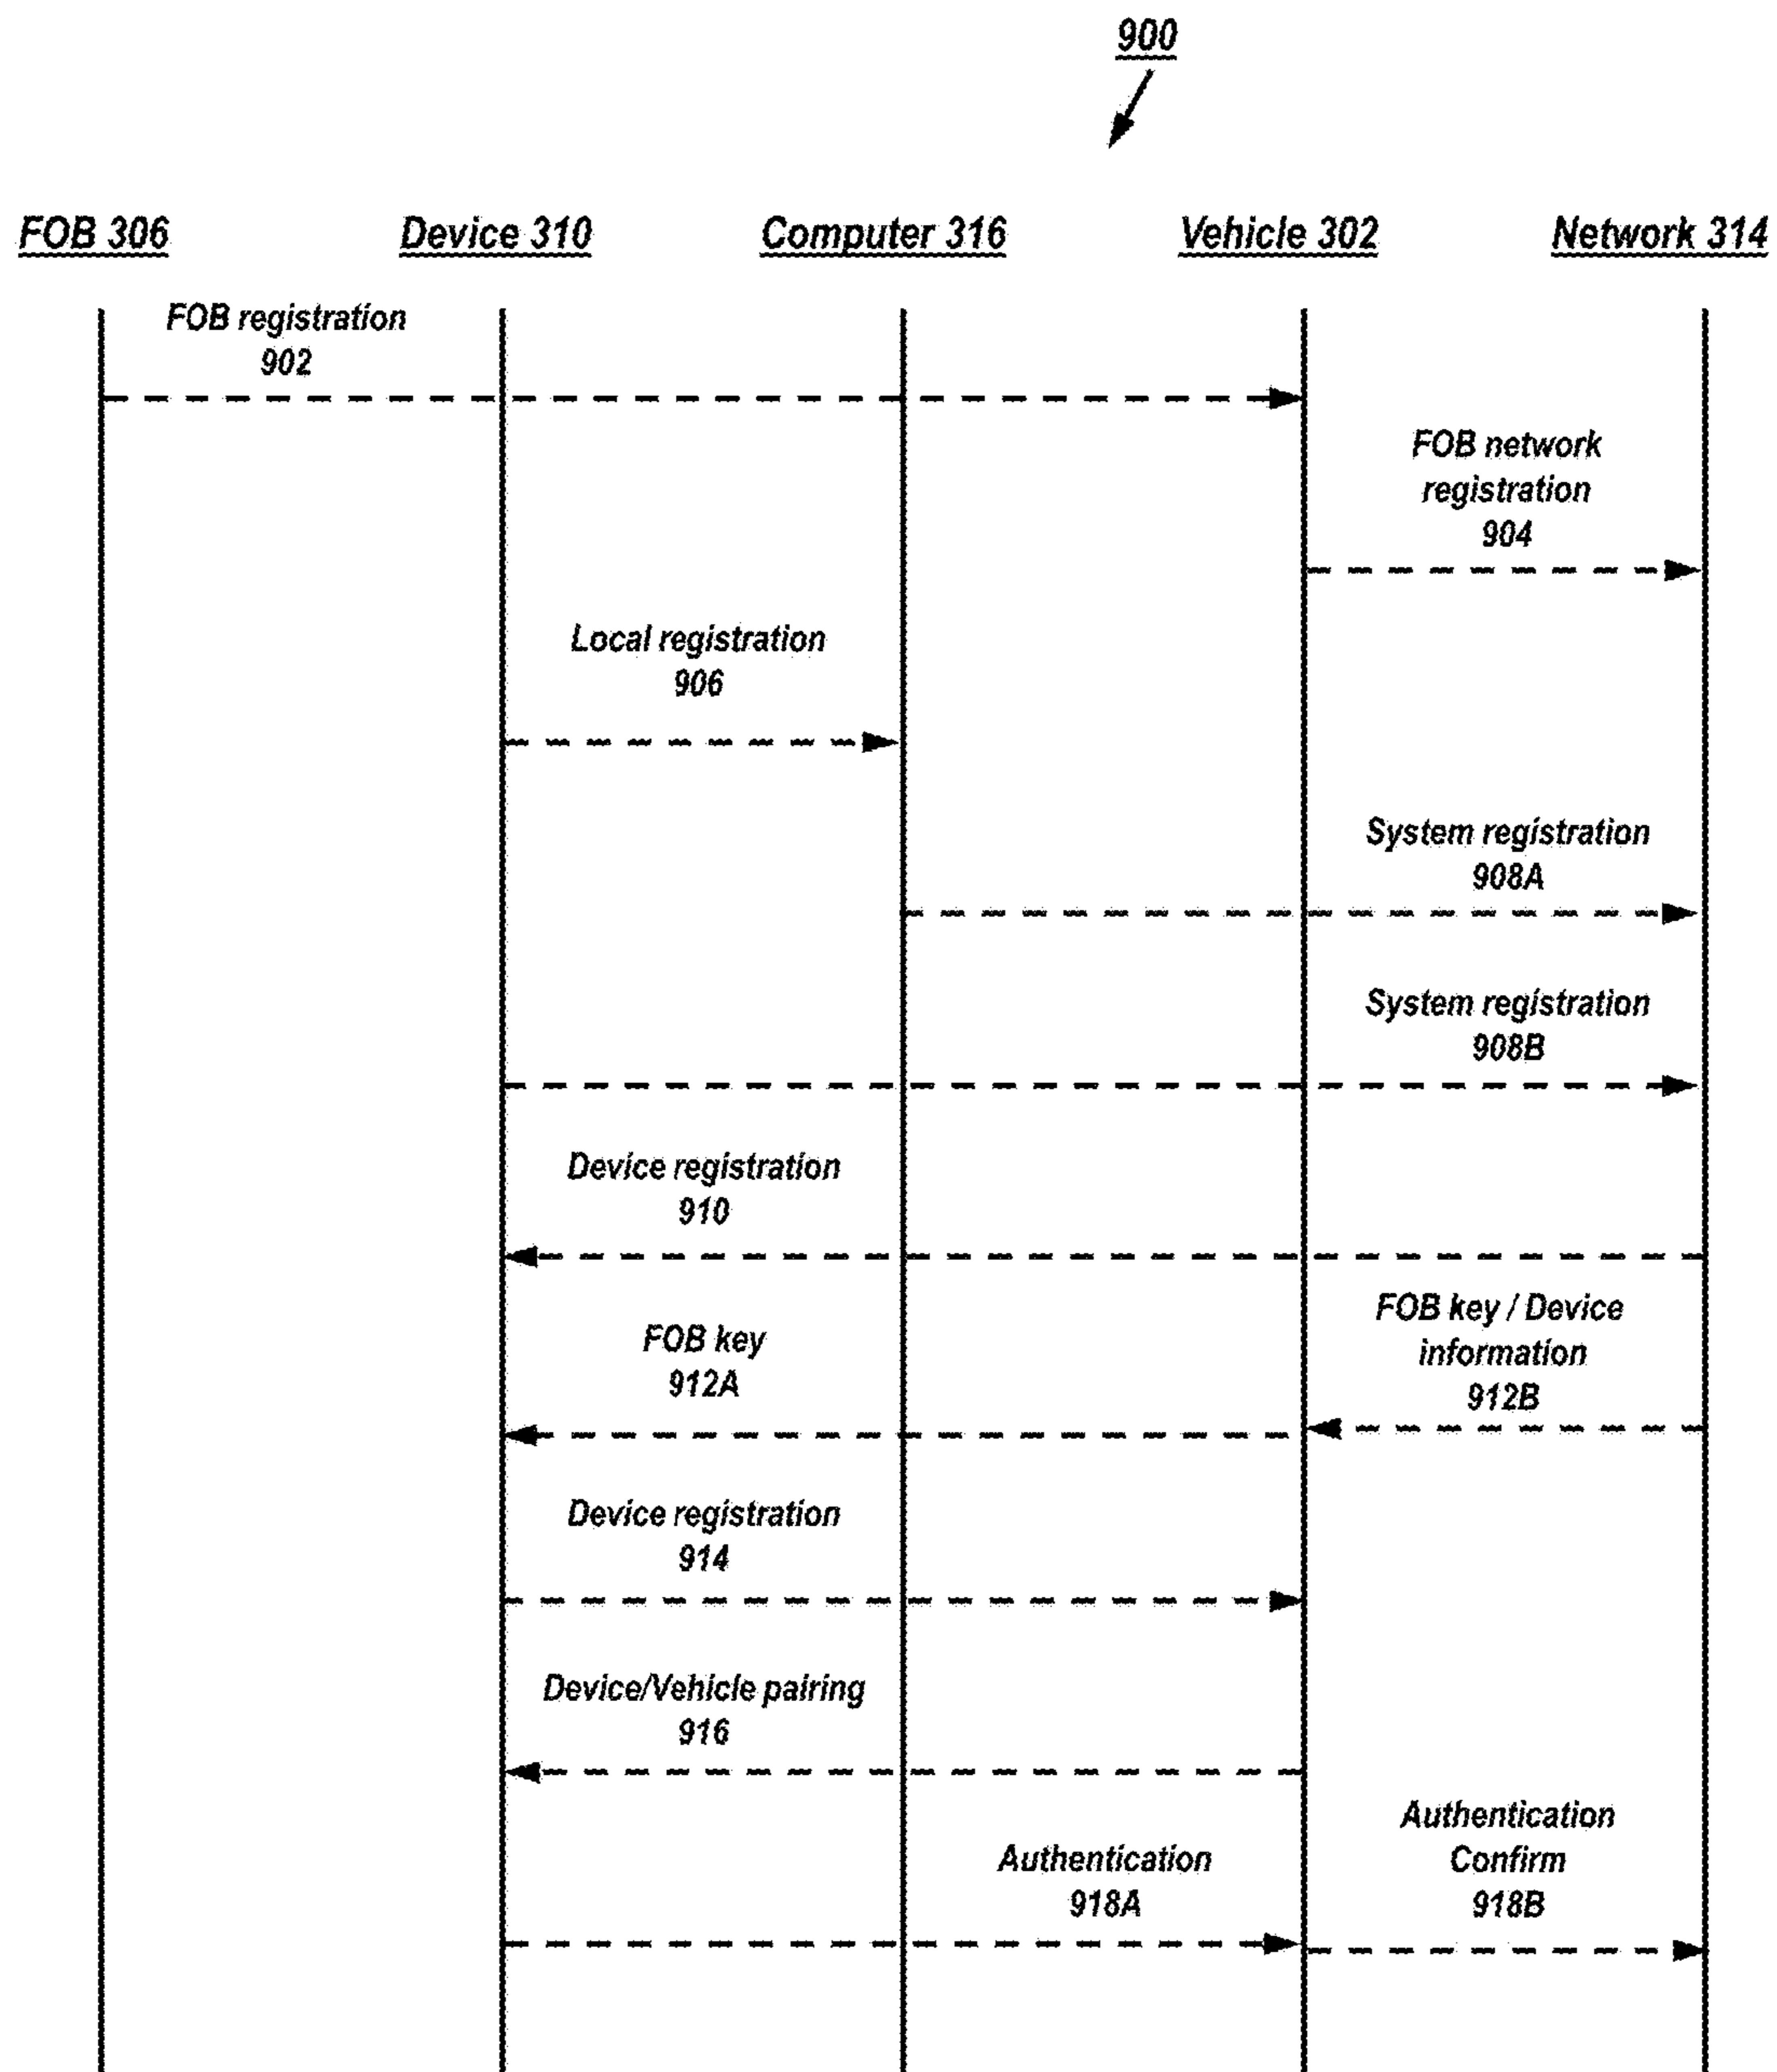 900
FOB 306
Device 310
Computer 316
Vehicle 302
Network 314
FOB registration
902
FOB network
registration
904
Local registration
906
System registration
908A
System registration
908B
Device registration
910
FOB key
912A
FOB key / Device
information
912B
Device registration
914
Device/Vehicle pairing
916
Authentication
918A
Authentication
Confirm
918B